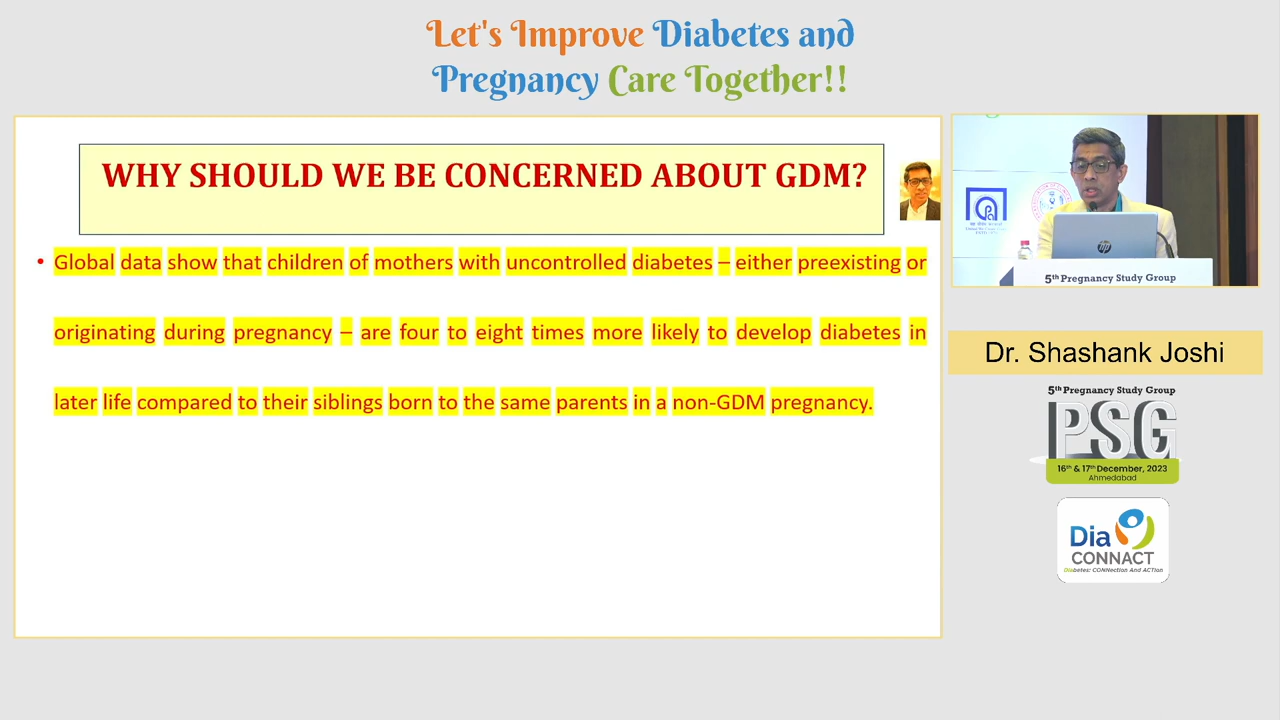 Let's Improve Diabetes and
Pregnancy Care Together!!
WHY SHOULD WE BE CONCERNED ABOUT GDM?
• Global data show that children of mothers with uncontrolled diabetes – either preexisting or
originating during pregnancy – are four to eight times more likely to develop diabetes in
later life compared to their siblings born to the same parents in a non-GDM pregnancy.
hp
5th Pregnancy Study Group
Dr. Shashank Joshi
5th Pregnancy Study Group
PSG
16th & 17th December, 2023
Ahmedabad
Dia
CONNACT
Diabetes: CONNection And ACTion